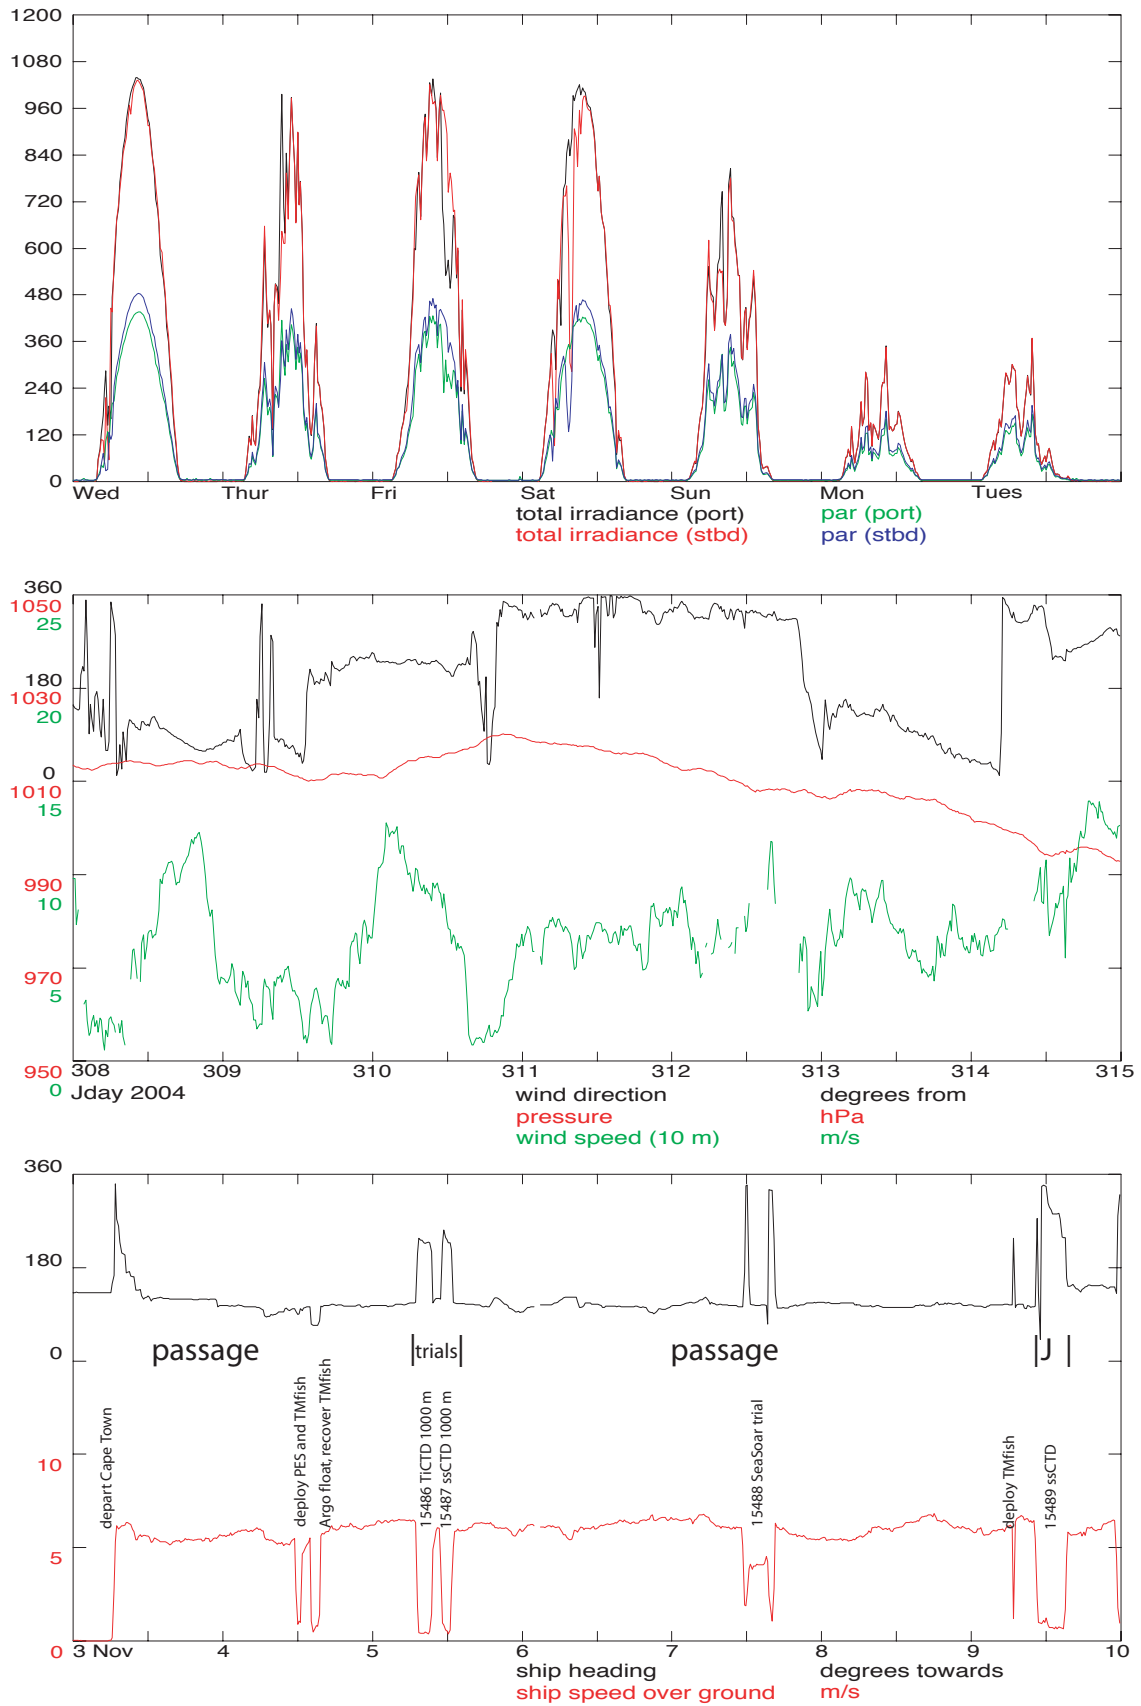 1200
1080
960
840
720
600
480
360
240
120
0
Wed Thur Fri Sat Sun Mon Tues
total irradiance (port) par (port)
total irradiance (stbd) par (stbd)
360
1050
25
180
1030
20
0
1010
15
990
10
970
5
950
0
308 309 310 311 312 313 314 315
Jday 2004
wind direction degrees from
pressure hPa
wind speed (10 m) m/s
360
180
0
10
5
0
passage trials passage J
depart Cape Town
deploy PES and TMfish
Argo float, recover TMfish
15486 TiCTD 1000 m
15487 ssCTD 1000 m
15488 SeaSoar trial
deploy TMfish
15489 ssCTD
3 Nov 4 5 6 7 8 9 10
ship heading degrees towards
ship speed over ground m/s